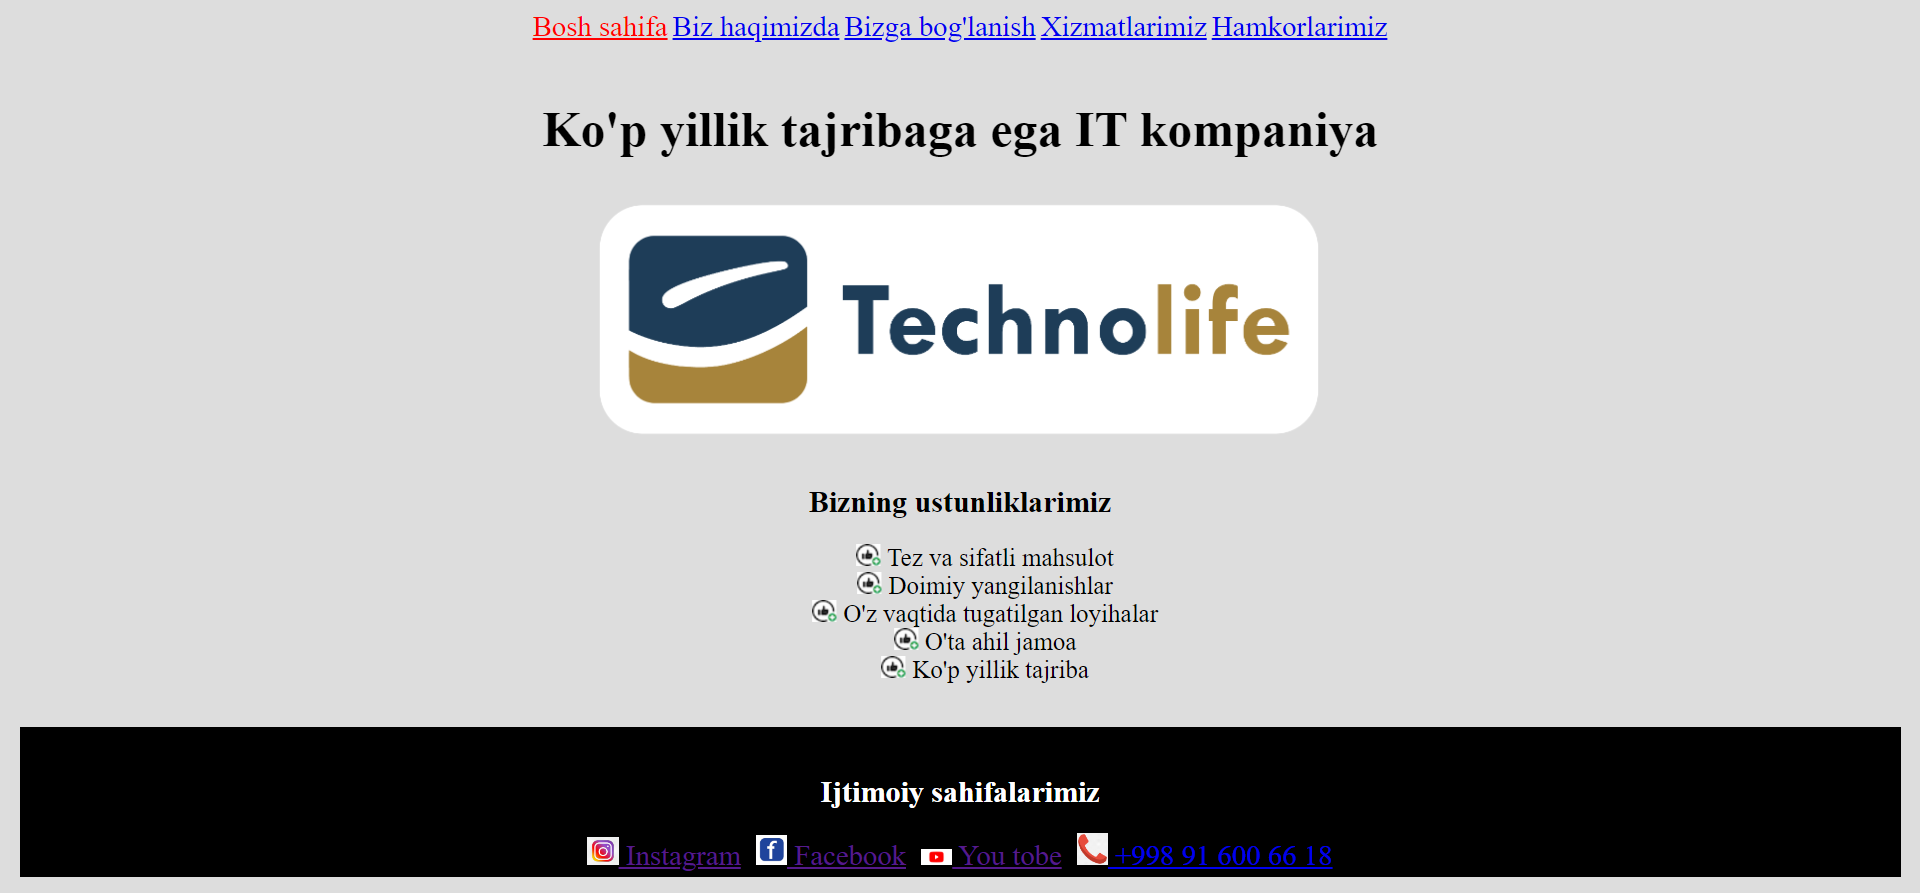 Bosh sahifa Biz haqimizda Bizga bog'lanish Xizmatlarimiz Hamkorlarimiz
Ko'p yillik tajribaga ega IT kompaniya
Technolife
Bizning ustunliklarimiz
Tez va sifatli mahsulot
Doimiy yangilanishlar
O'z vaqtida tugatilgan loyihalar
O'ta ahil jamoa
Ko'p yillik tajriba
Ijtimoiy sahifalarimiz
Instagram Facebook You tobe +998 91 600 66 18